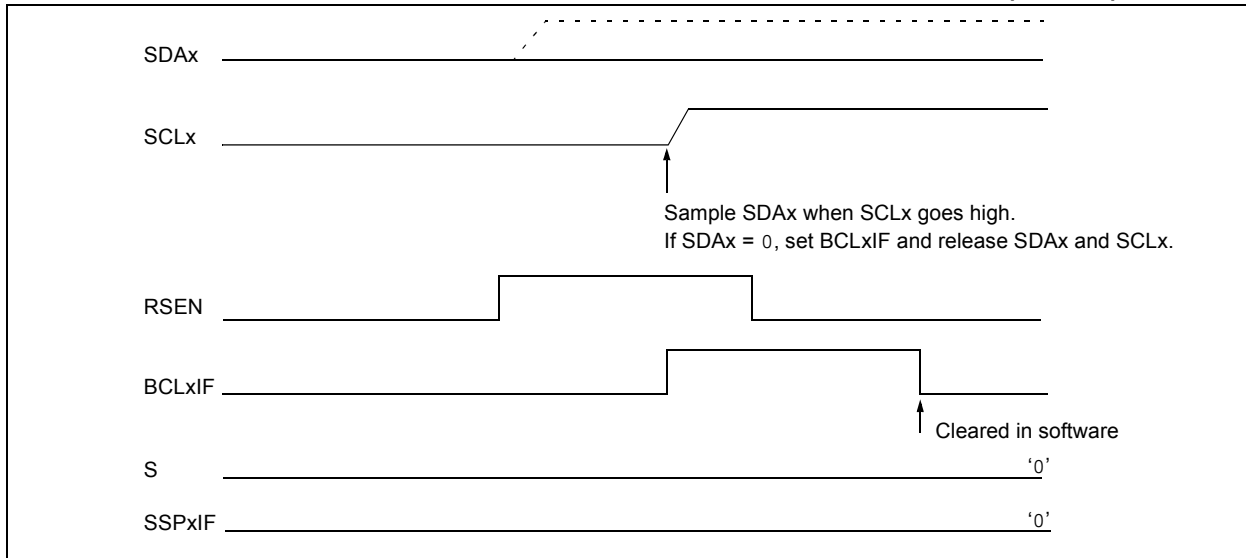 SDAx
SCLx
Sample SDAx when SCLx goes high.
If SDAx = 0, set BCLxIF and release SDAx and SCLx.
RSEN
BCLxIF
Cleared in software
S
‘0’
SSPxIF
‘0’